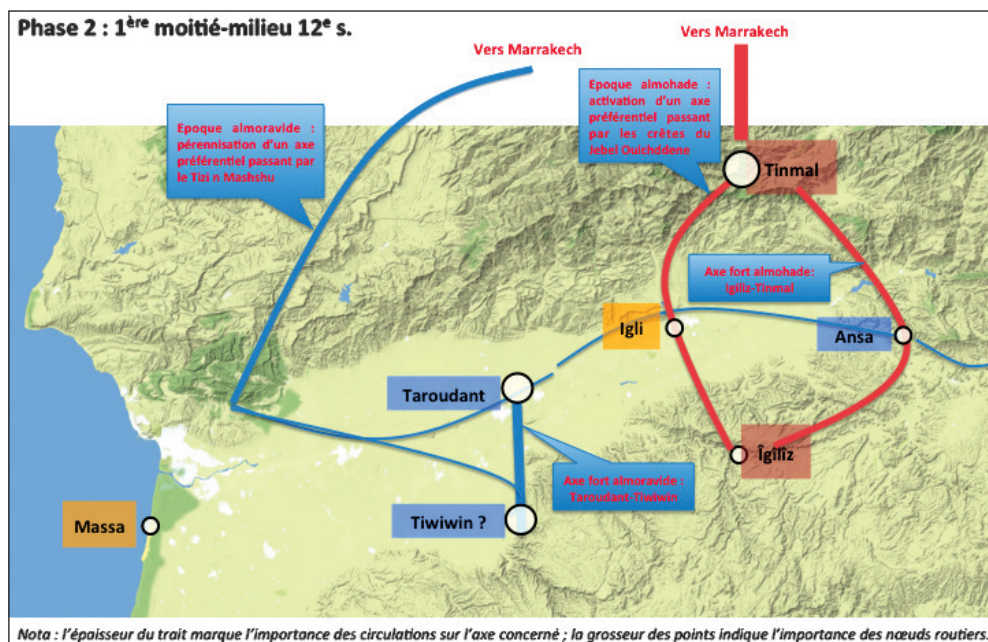 Phase 2 : 1ère moitié-milieu 12e s.
Vers Marrakech
Vers Marrakech
Epoque almoravide :
pérennisation d'un axe
préférentiel passant par
le Tizi n Mashshu
Epoque almohade :
activation d'un axe
préférentiel passant
par les crêtes du
Jebel Ouichddene
Tinmal
Axe fort almohade:
Igiliz-Tinmal
Igli
Ansa
Taroudant
Îgîlîz
Axe fort almoravide :
Taroudant-Tiwiwin
Massa
Tiwiwin ?
Nota : l'épaisseur du trait marque l'importance des circulations sur l'axe concerné ; la grosseur des points indique l'importance des nœuds routiers.